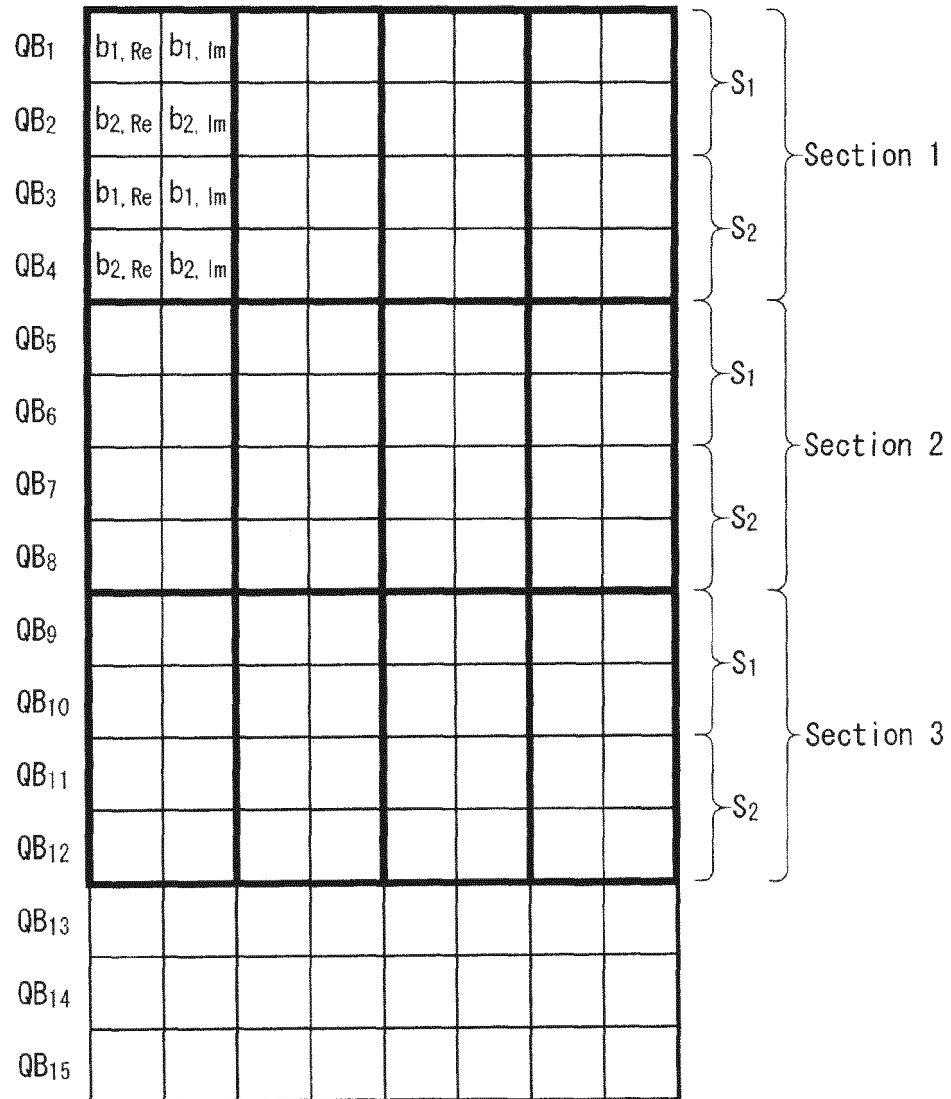 QB1 b1, Re b1, Im
S1
QB2 b2, Re b2, Im
Section 1
QB3 b1, Re b1, Im
S2
QB4 b2, Re b2, Im
QB5
S1
QB6
Section 2
QB7
S2
QB8
QB9
S1
QB10
Section 3
QB11
S2
QB12
QB13
QB14
QB15